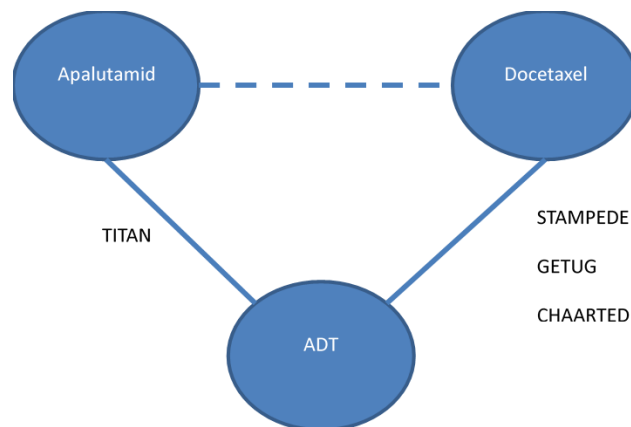 Apalutamid
Docetaxel
TITAN
STAMPEDE
GETUG
CHAARTED
ADT